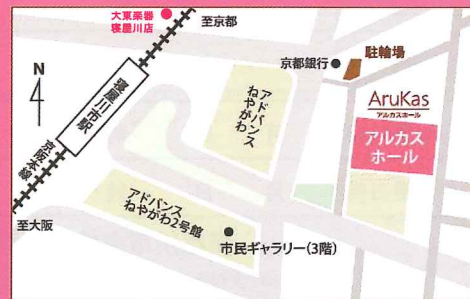 大東楽器
寝屋川店
至京都
N
寝屋川市駅
京阪本線
至大阪
アドバンス
ねやがわ
京都銀行
駐輪場
AruKas
アルカスホール
アルカス
ホール
アドバンス
ねやがわ2号館
市民ギャラリー(3階)